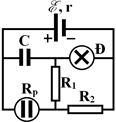 ℰ, r
+ −
C Đ
R₁
Rₚ R₂